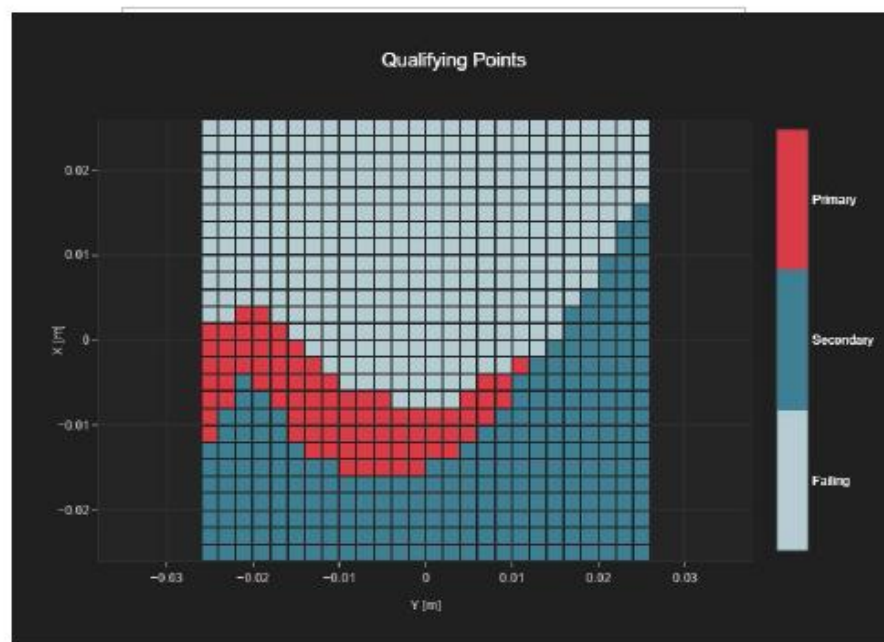 Qualifying Points
0.02
0.01
0
−0.01
−0.02
X [m]
−0.03
−0.02
−0.01
0
0.01
0.02
0.03
Y [m]
Primary
Secondary
Failing